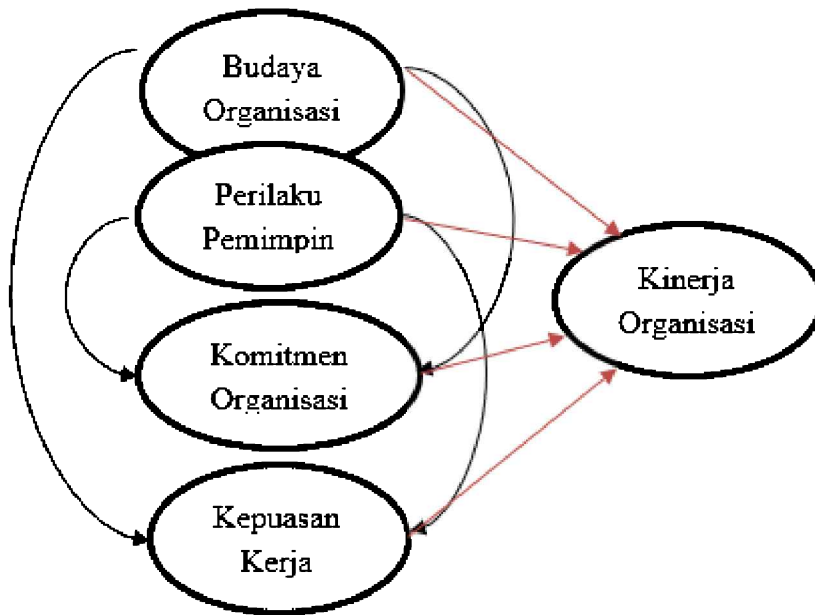 Budaya
Organisasi
Perilaku
Pemimpin
Komitmen
Organisasi
Kepuasan
Kerja
Kinerja
Organisasi